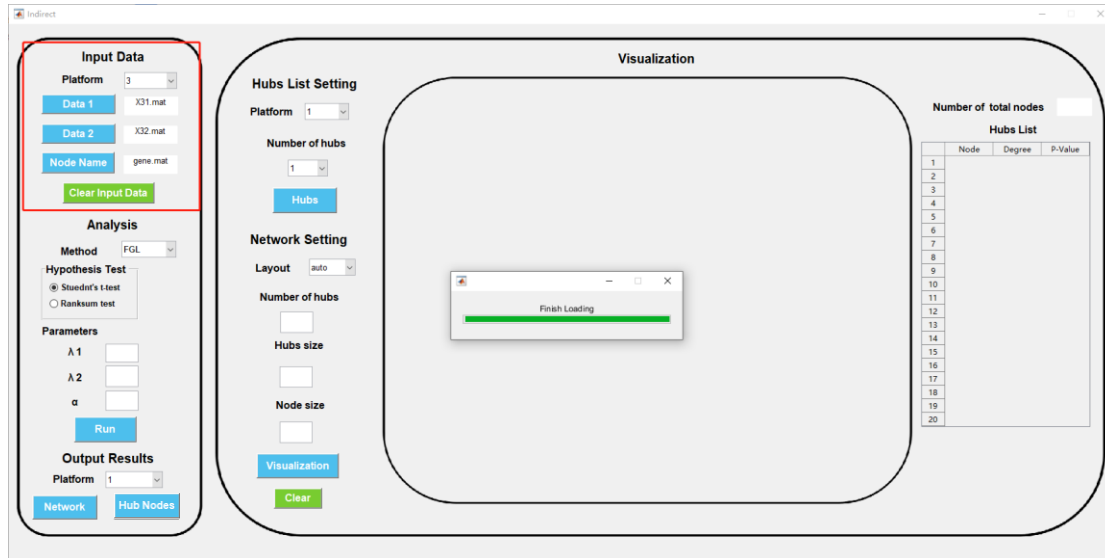 Indirect
Input Data
Platform 3
Data 1 X31.mat
Data 2 X32.mat
Node Name gene.mat
Clear Input Data
Analysis
Method FGL
Hypothesis Test
Stuednt's t-test
Ranksum test
Parameters
λ 1
λ 2
α
Run
Output Results
Platform 1
Network Hub Nodes
Visualization
Hubs List Setting
Platform 1
Number of hubs
1
Hubs
Network Setting
Layout auto
Number of hubs
Hubs size
Node size
Visualization
Clear
Finish Loading
Number of total nodes
Hubs List
Node Degree P-Value
1
2
3
4
5
6
7
8
9
10
11
12
13
14
15
16
17
18
19
20